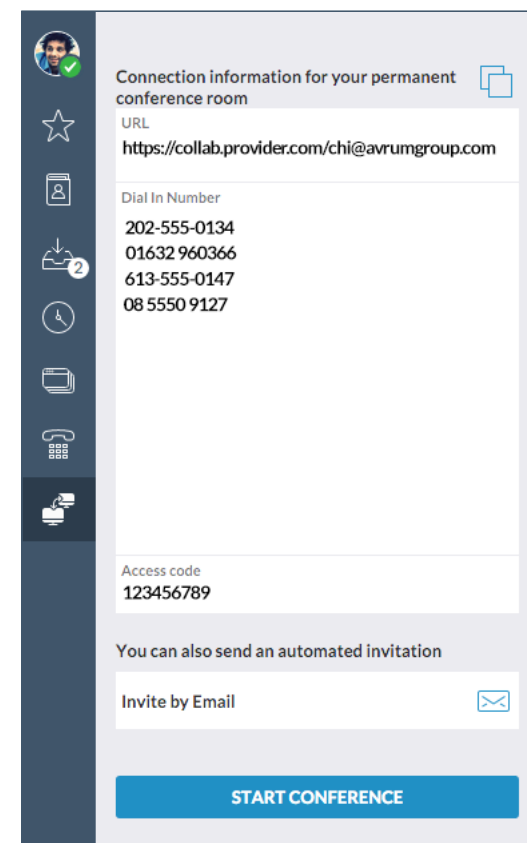 Connection information for your permanent
conference room
URL
https://collab.provider.com/chi@avrumgroup.com
Dial In Number
202-555-0134
01632 960366
613-555-0147
08 5550 9127
2
Access code
123456789
You can also send an automated invitation
Invite by Email
START CONFERENCE